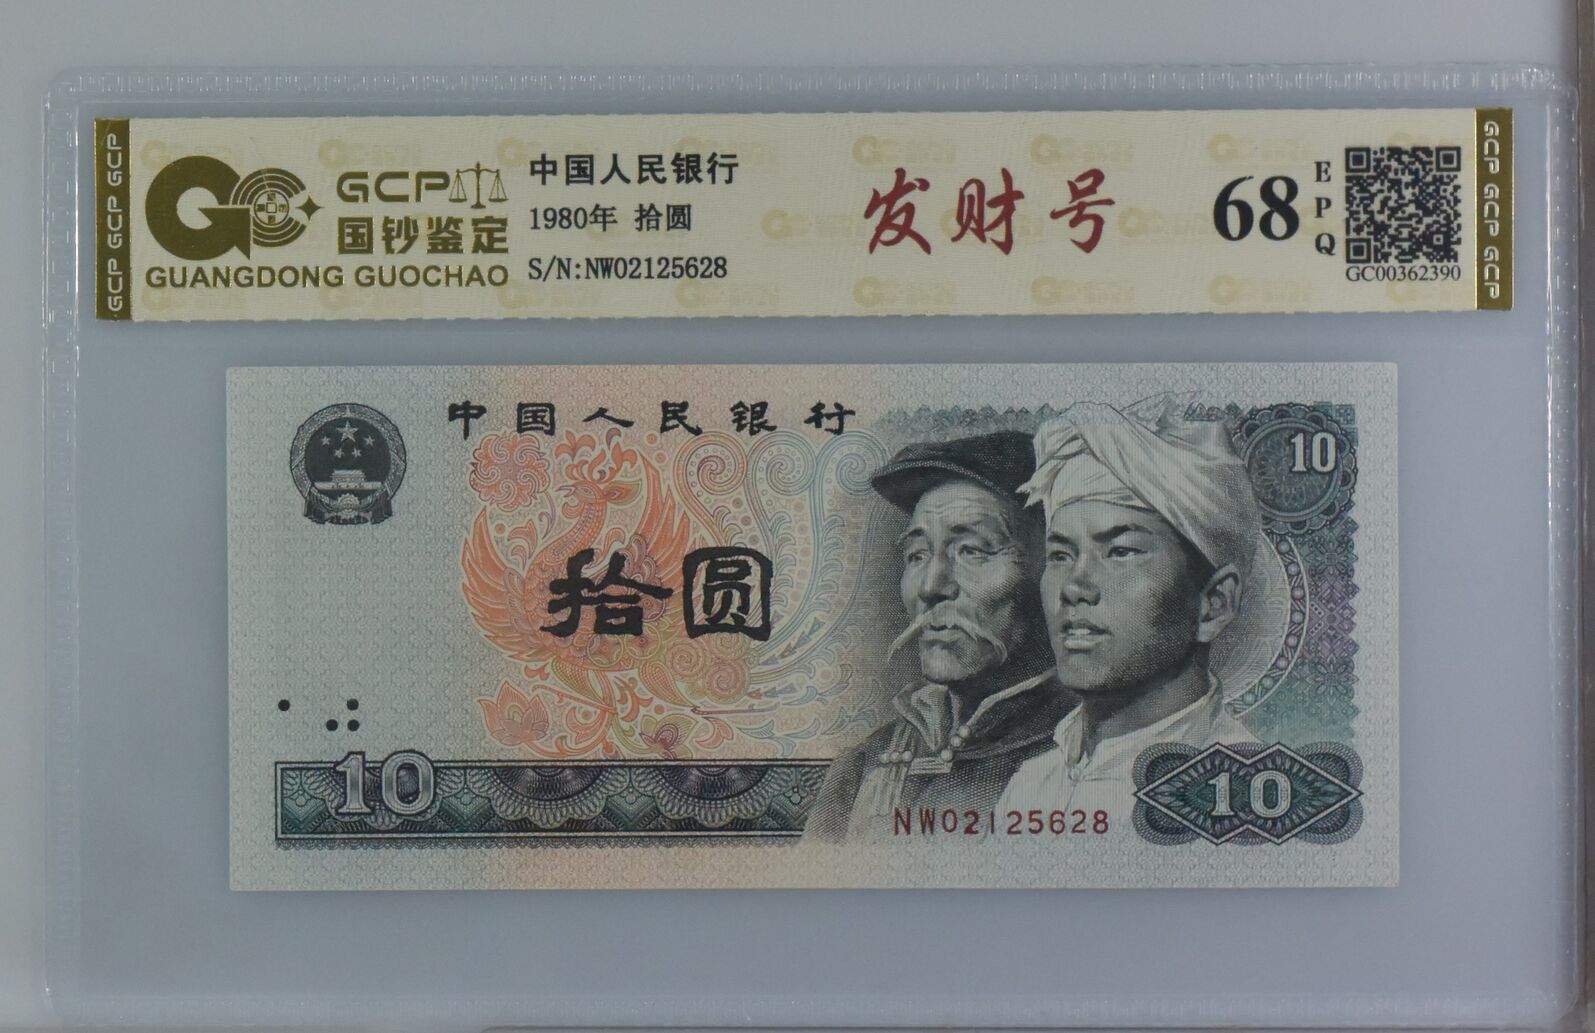 GCP GCP GCP
GCP
国钞鉴定
GUANGDONG GUOCHAO
中国人民银行
1980年 拾圆
S/N:NW02125628
发财号
68
EPQ
GC00362390
GCP GCP GCP
中国人民银行
10
拾圆
10
NW02125628
10